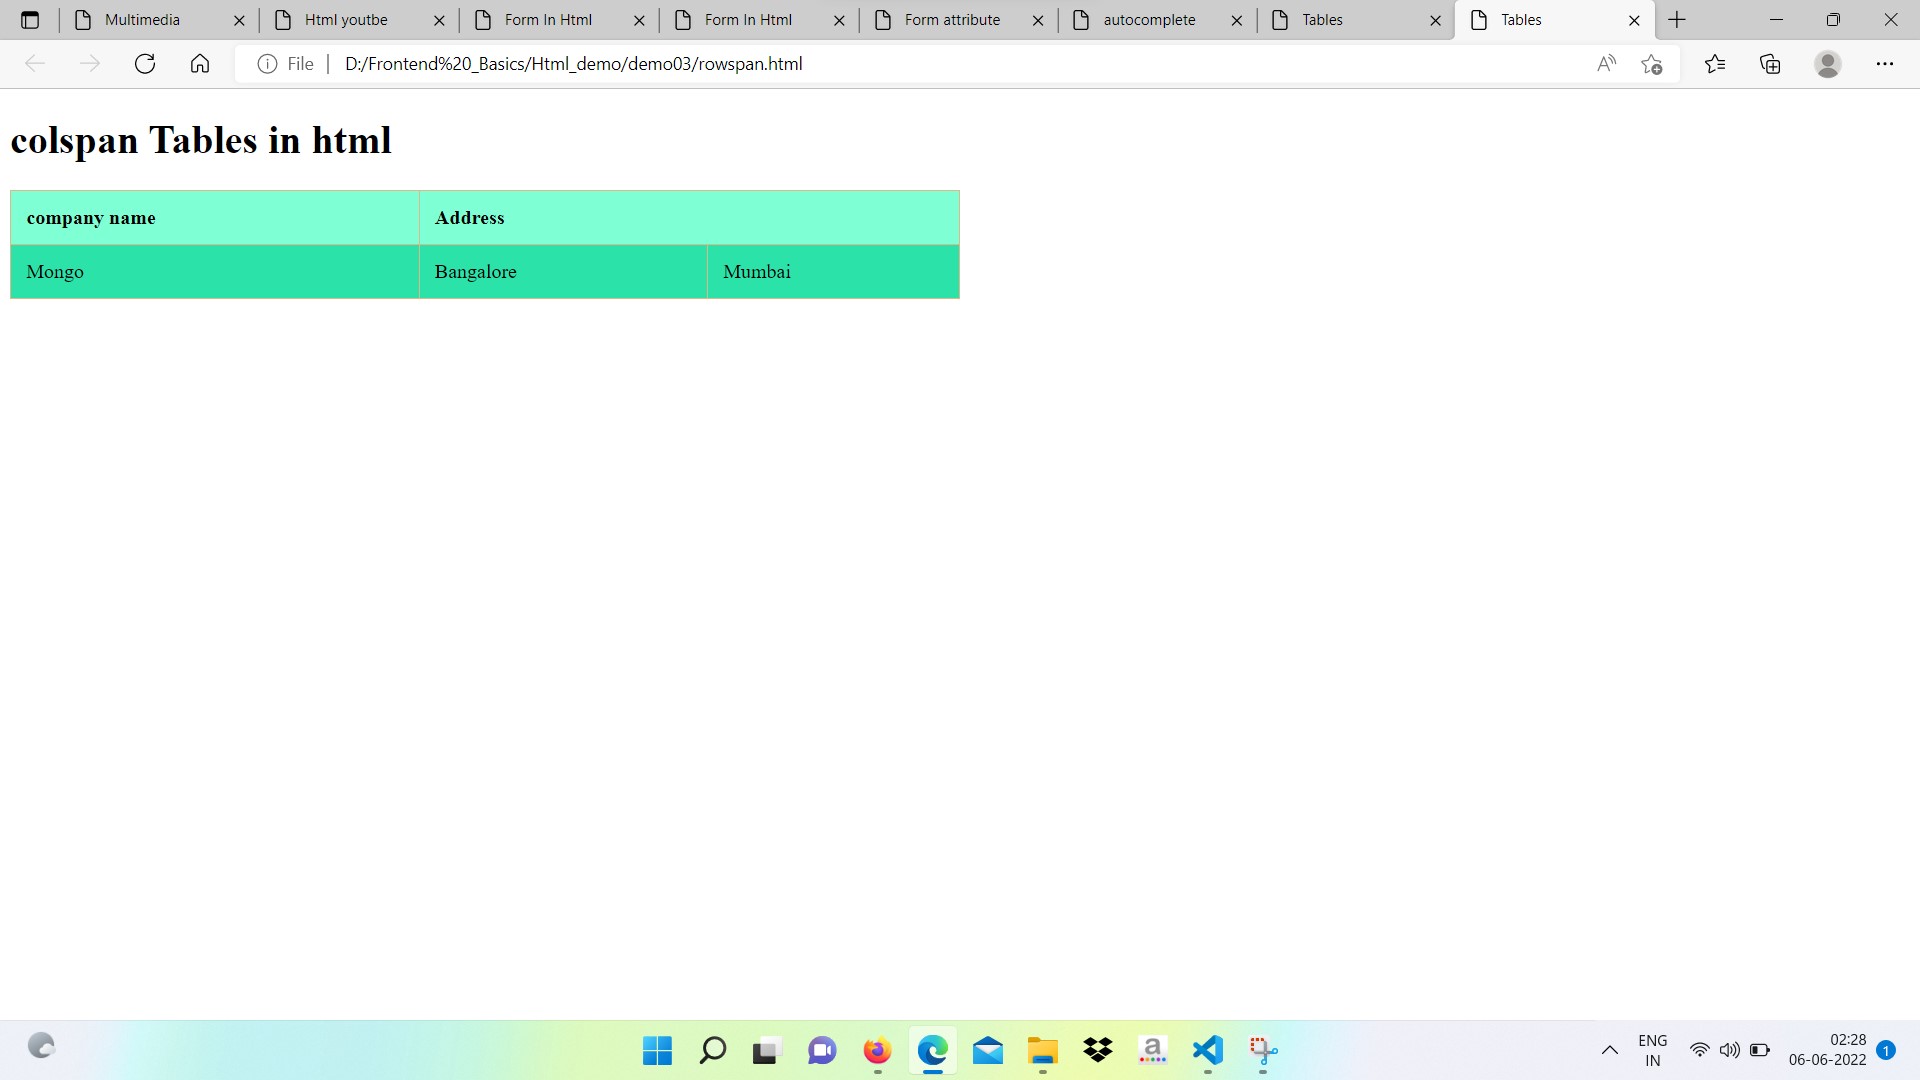 Multimedia Html youtbe Form In Html Form In Html Form attribute autocomplete Tables Tables
File D:/Frontend%20_Basics/Html_demo/demo03/rowspan.html
colspan Tables in html
company name Address
Mongo Bangalore Mumbai
a
ENG
IN
02:28
06-06-2022
1